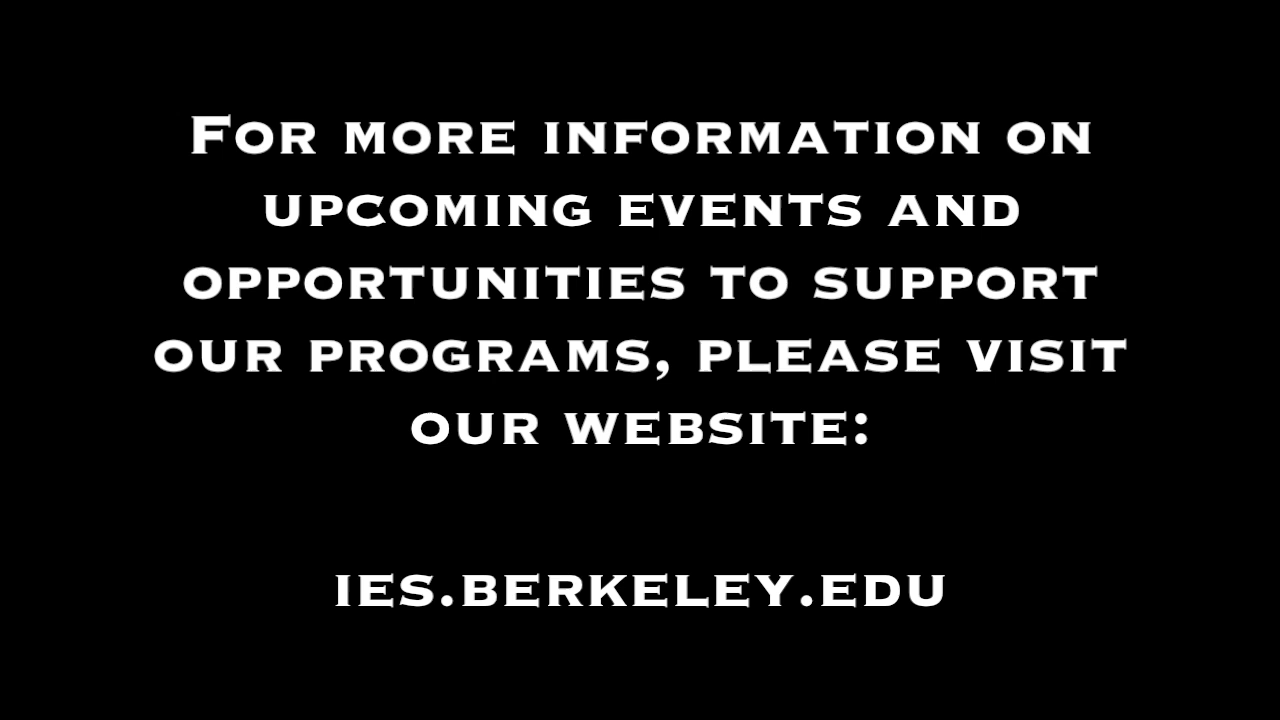 For more information on
upcoming events and
opportunities to support
our programs, please visit
our website:
ies.berkeley.edu